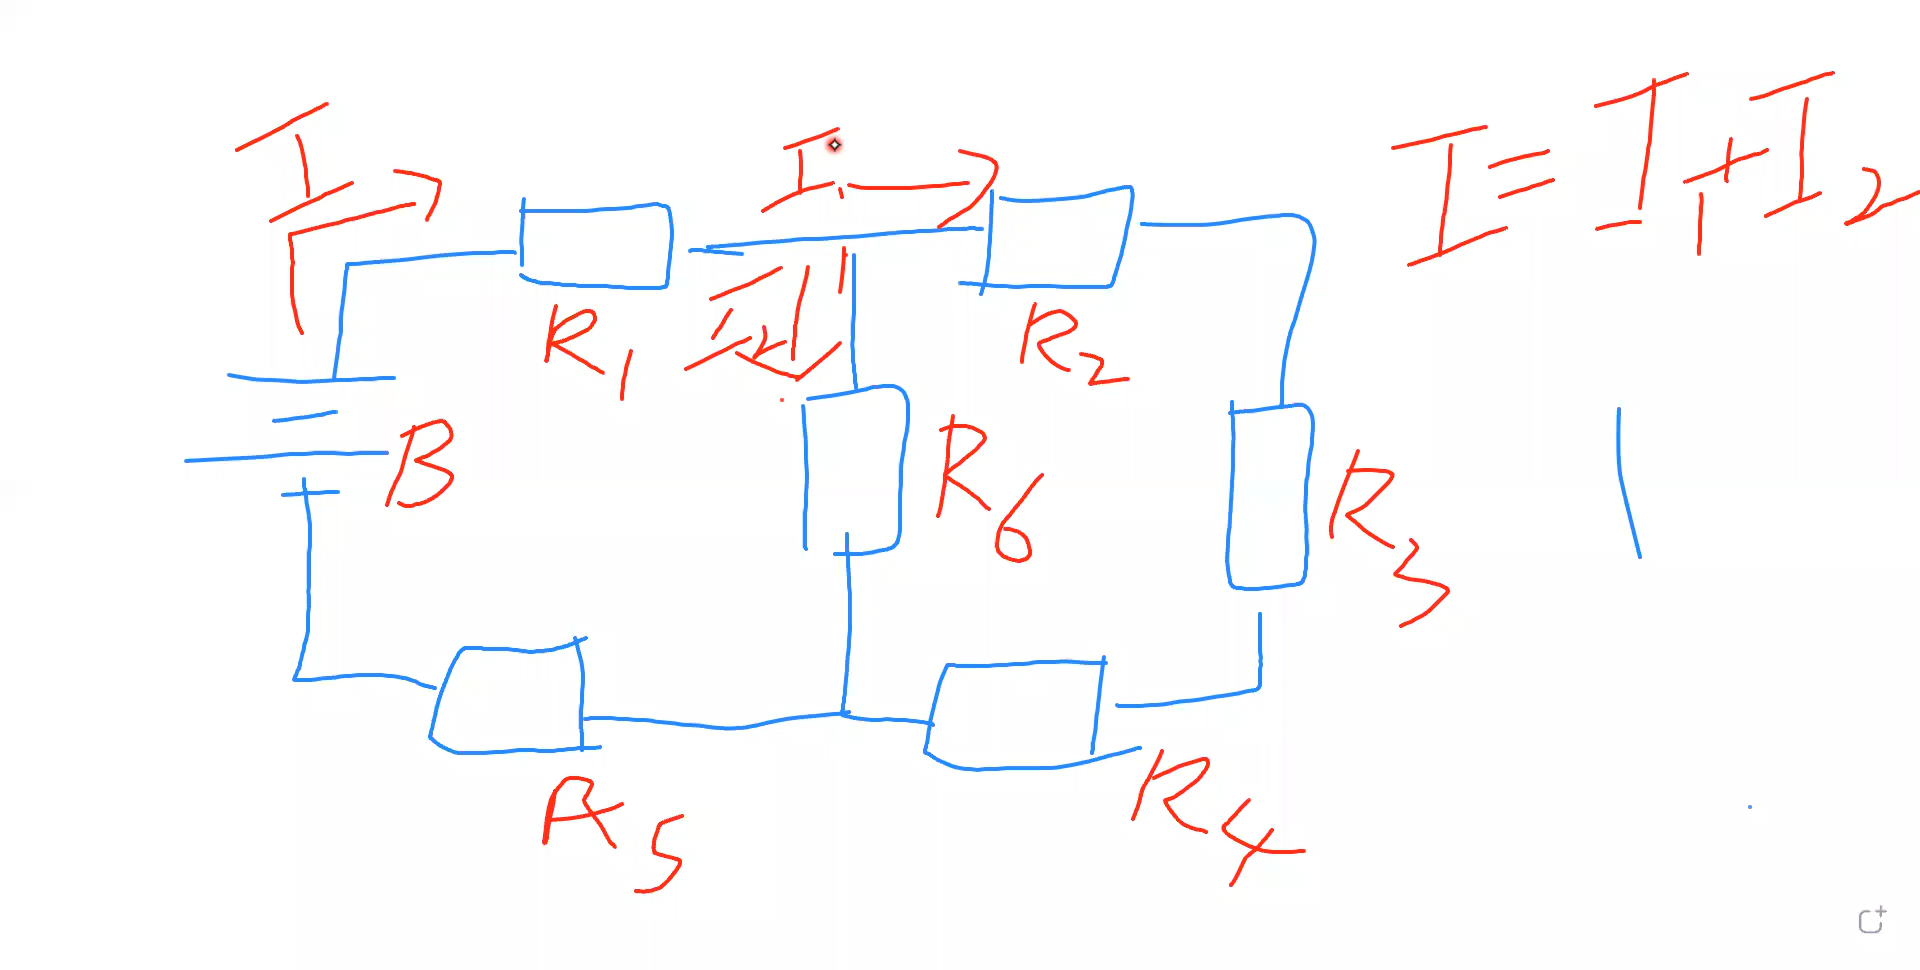 I
I₁
I = I₁ + I₂
I₂
R₁
R₂
B
R₆
R₃
R₅
R₄